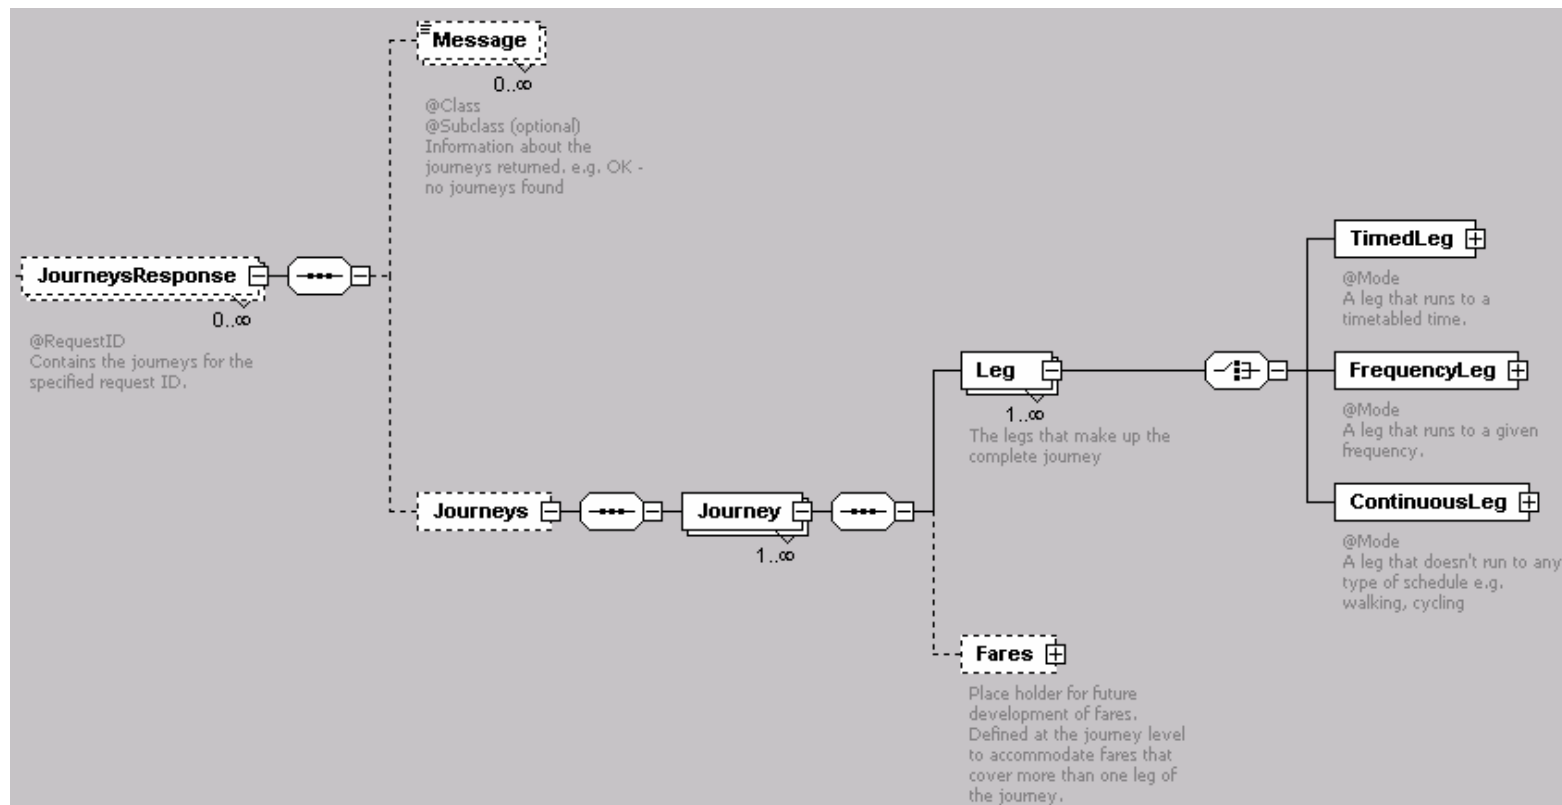 Message
0..∞
@Class
@Subclass (optional)
Information about the
journeys returned. e.g. OK -
no journeys found
JourneysResponse
0..∞
@RequestID
Contains the journeys for the
specified request ID.
Journeys
Journey
1..∞
Leg
1..∞
The legs that make up the
complete journey
TimedLeg
@Mode
A leg that runs to a
timetabled time.
FrequencyLeg
@Mode
A leg that runs to a given
frequency.
ContinuousLeg
@Mode
A leg that doesn't run to any
type of schedule e.g.
walking, cycling
Fares
Place holder for future
development of fares.
Defined at the journey level
to accommodate fares that
cover more than one leg of
the journey.